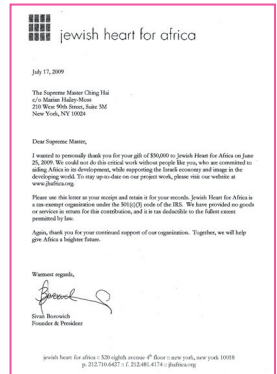 jewish heart for africa
July 17, 2009
The Supreme Master Ching Hai
c/o Marian Hailey-Moss
210 West 90th Street, Suite 3M
New York, NY 10024
Dear Supreme Master,
I wanted to personally thank you for your gift of $30,000 to Jewish Heart for Africa on June
25, 2009. We could not do this critical work without people like you, who are committed to
aiding Africa in its development, while supporting the Israeli economy and image in the
developing world. To stay up-to-date on our project work, please visit our website at
www.jhafrica.org.
Please use this letter as your receipt and retain it for your records. Jewish Heart for Africa is
a tax-exempt organization under the 501(c)(3) code of the IRS. We have provided no goods
or services in return for this contribution, and it is tax deductible to the fullest extent
permitted by law.
Again, thank you for your continued support of our organization. Together, we will help
give Africa a brighter future.
Warmest regards,
Borowich
Sivan Borowich
Founder & President
jewish heart for africa :: 520 eighth avenue 4th floor :: new york, new york 10018
p. 212.710.6427 :: f. 212.481.4174 :: jhafrica.org